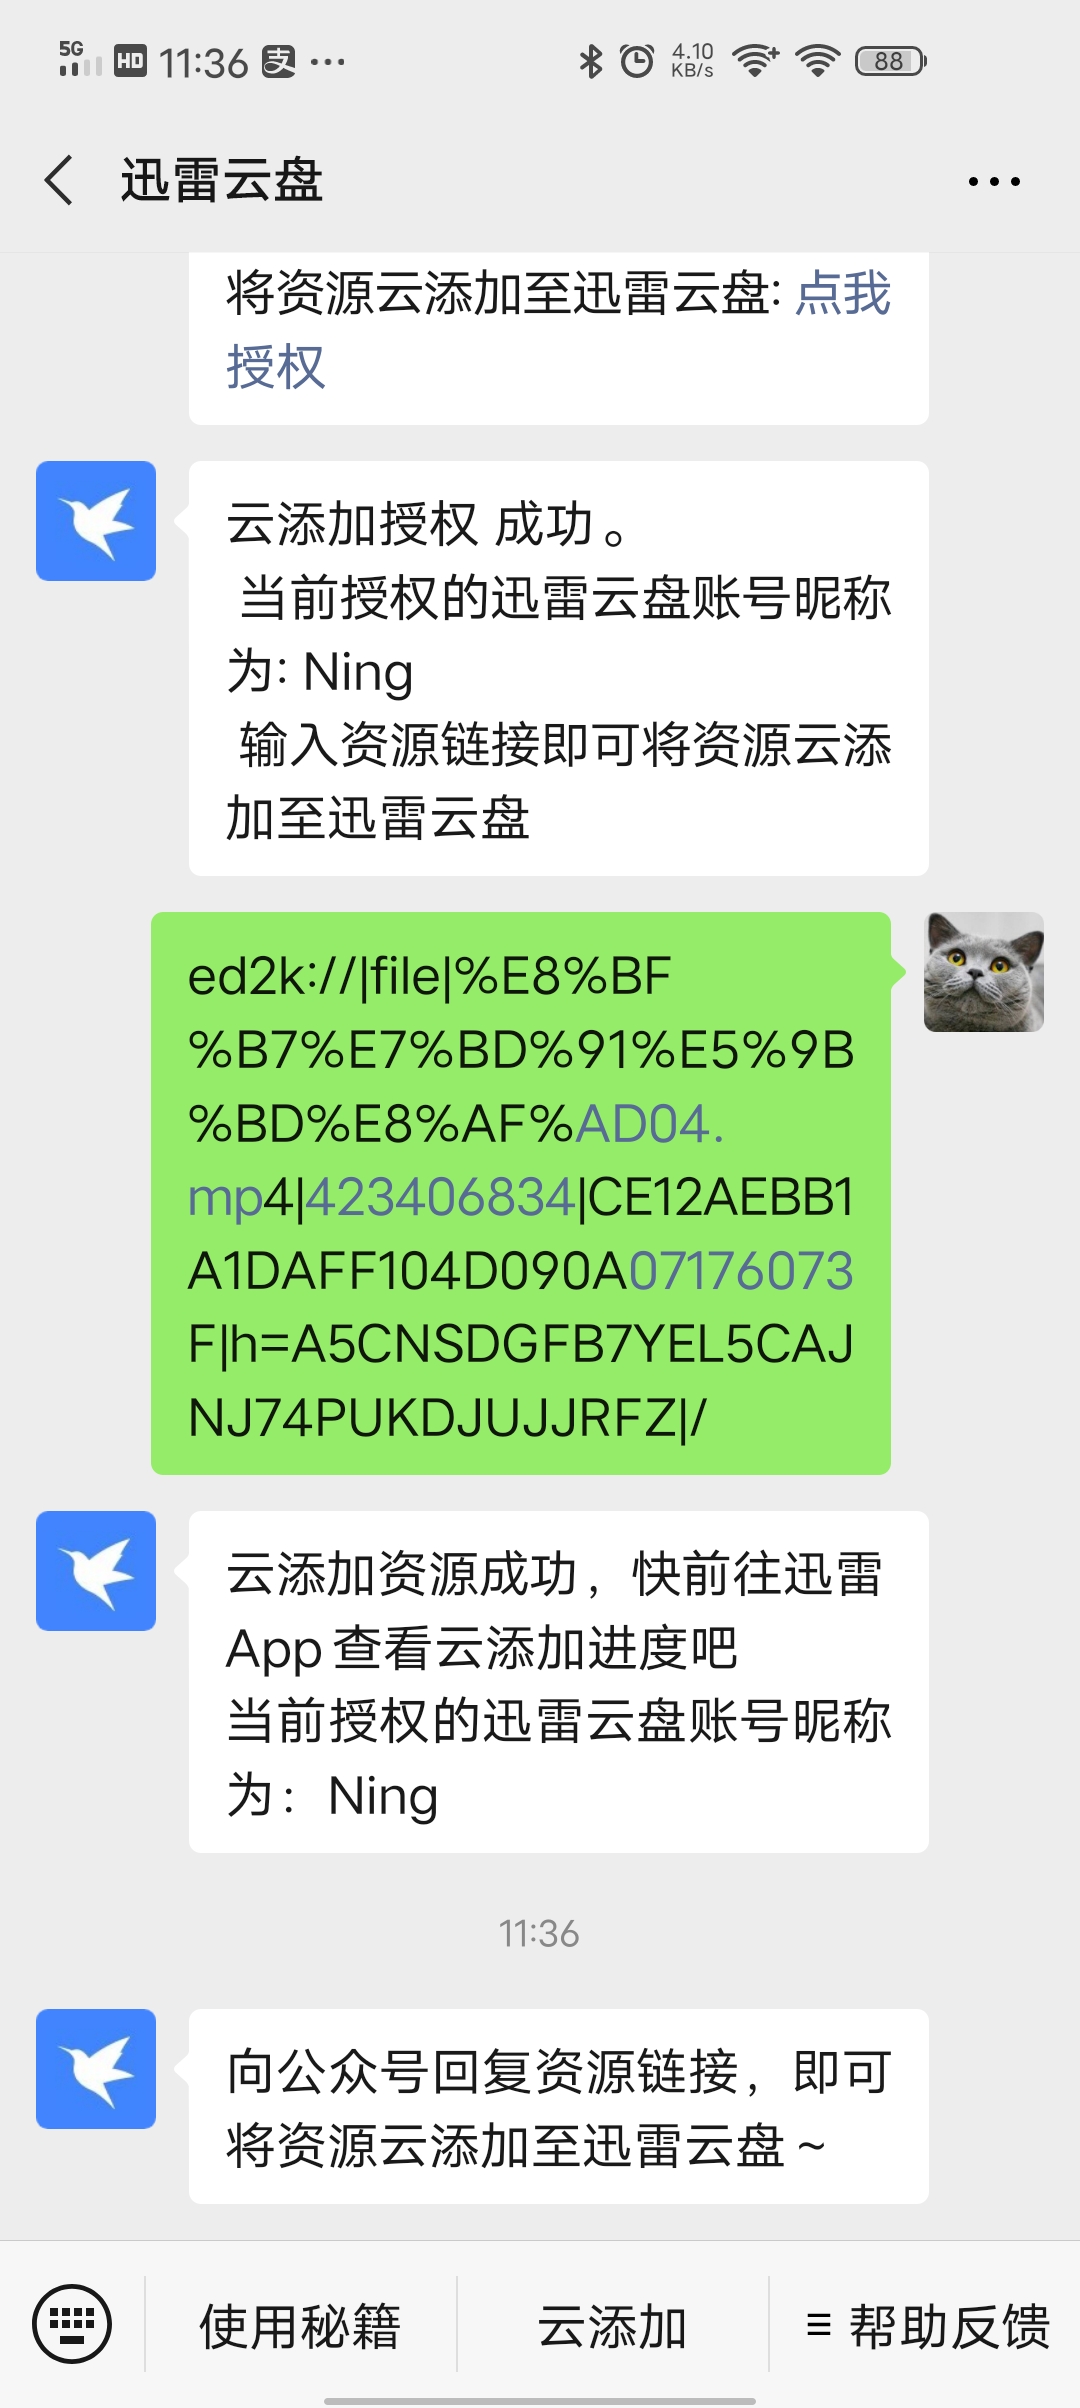 5G HD 11:36 支 ··· 4.10 KB/s 88
迅雷云盘
将资源云添加至迅雷云盘: 点我
授权
云添加授权 成功 。
当前授权的迅雷云盘账号昵称
为: Ning
输入资源链接即可将资源云添
加至迅雷云盘
ed2k://|file|%E8%BF
%B7%E7%BD%91%E5%9B
%BD%E8%AF%AD04.
mp4|423406834|CE12AEBB1
A1DAFF104D090A07176073
F|h=A5CNSDGFB7YEL5CAJ
NJ74PUKDJUJJRFZ|/
云添加资源成功，快前往迅雷
App 查看云添加进度吧
当前授权的迅雷云盘账号昵称
为：Ning
11:36
向公众号回复资源链接，即可
将资源云添加至迅雷云盘 ~
使用秘籍 云添加 ≡ 帮助反馈